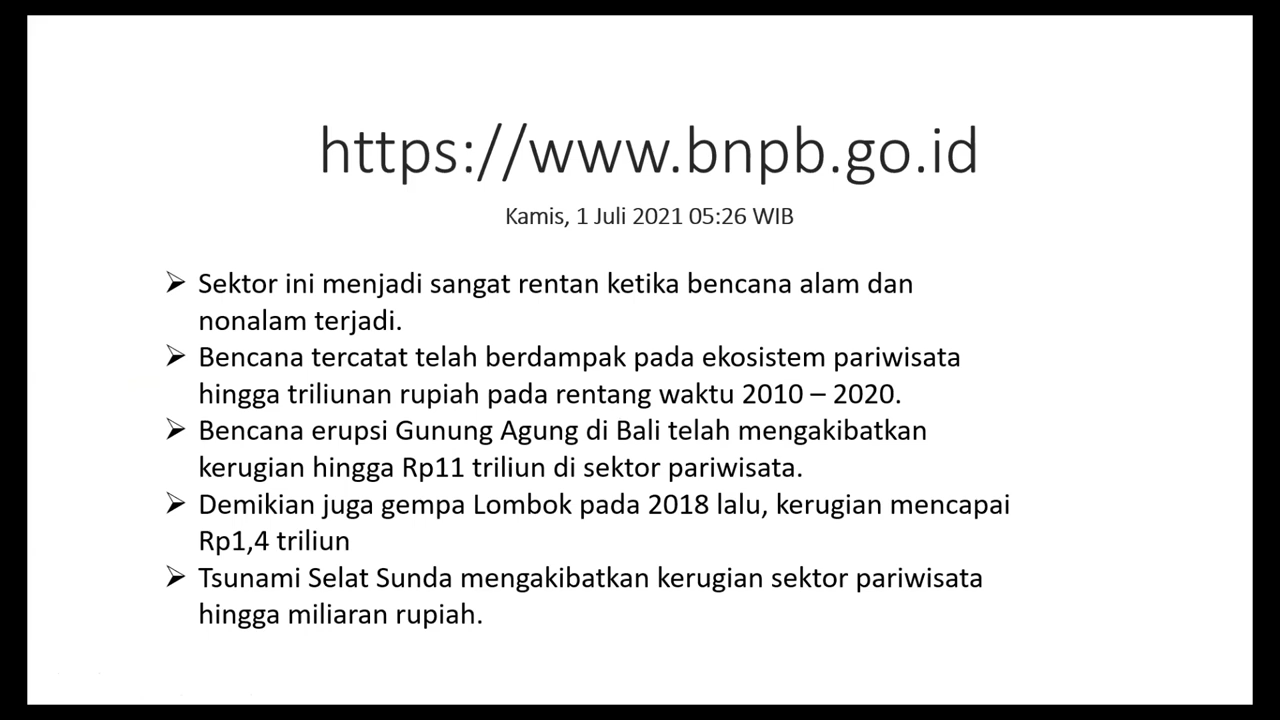 https://www.bnpb.go.id
Kamis, 1 Juli 2021 05:26 WIB
➢ Sektor ini menjadi sangat rentan ketika bencana alam dan
nonalam terjadi.
➢ Bencana tercatat telah berdampak pada ekosistem pariwisata
hingga triliunan rupiah pada rentang waktu 2010 – 2020.
➢ Bencana erupsi Gunung Agung di Bali telah mengakibatkan
kerugian hingga Rp11 triliun di sektor pariwisata.
➢ Demikian juga gempa Lombok pada 2018 lalu, kerugian mencapai
Rp1,4 triliun
➢ Tsunami Selat Sunda mengakibatkan kerugian sektor pariwisata
hingga miliaran rupiah.